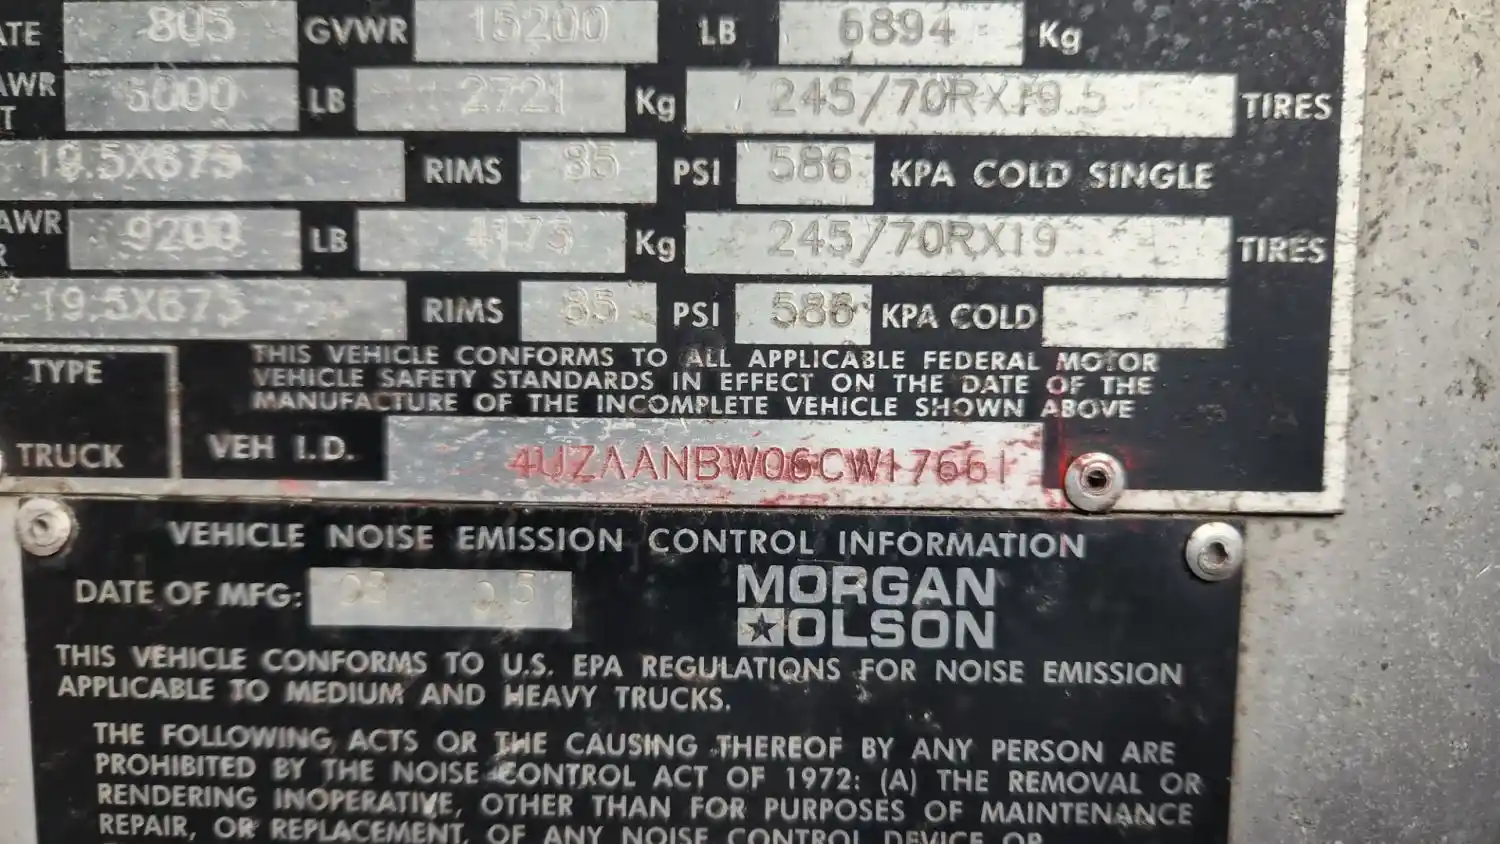 ATE 805 GVWR 15200 LB 6894 Kg
AWR 6000 LB 2721 Kg 245/70RX19.5 TIRES
T
19.5X675 RIMS 85 PSI 586 KPA COLD SINGLE
AWR 9200 LB 4173 Kg 245/70RX19 TIRES
R
19.5X675 RIMS 85 PSI 586 KPA COLD
TYPE
TRUCK
THIS VEHICLE CONFORMS TO ALL APPLICABLE FEDERAL MOTOR
VEHICLE SAFETY STANDARDS IN EFFECT ON THE DATE OF THE
MANUFACTURE OF THE INCOMPLETE VEHICLE SHOWN ABOVE
VEH I.D. 4UZAANBW06CW17661
VEHICLE NOISE EMISSION CONTROL INFORMATION
DATE OF MFG:
MORGAN
OLSON
THIS VEHICLE CONFORMS TO U.S. EPA REGULATIONS FOR NOISE EMISSION
APPLICABLE TO MEDIUM AND HEAVY TRUCKS.
THE FOLLOWING ACTS OR THE CAUSING THEREOF BY ANY PERSON ARE
PROHIBITED BY THE NOISE CONTROL ACT OF 1972: (A) THE REMOVAL OR
RENDERING INOPERATIVE, OTHER THAN FOR PURPOSES OF MAINTENANCE
REPAIR, OR REPLACEMENT, OF ANY NOISE CONTROL DEVICE OR